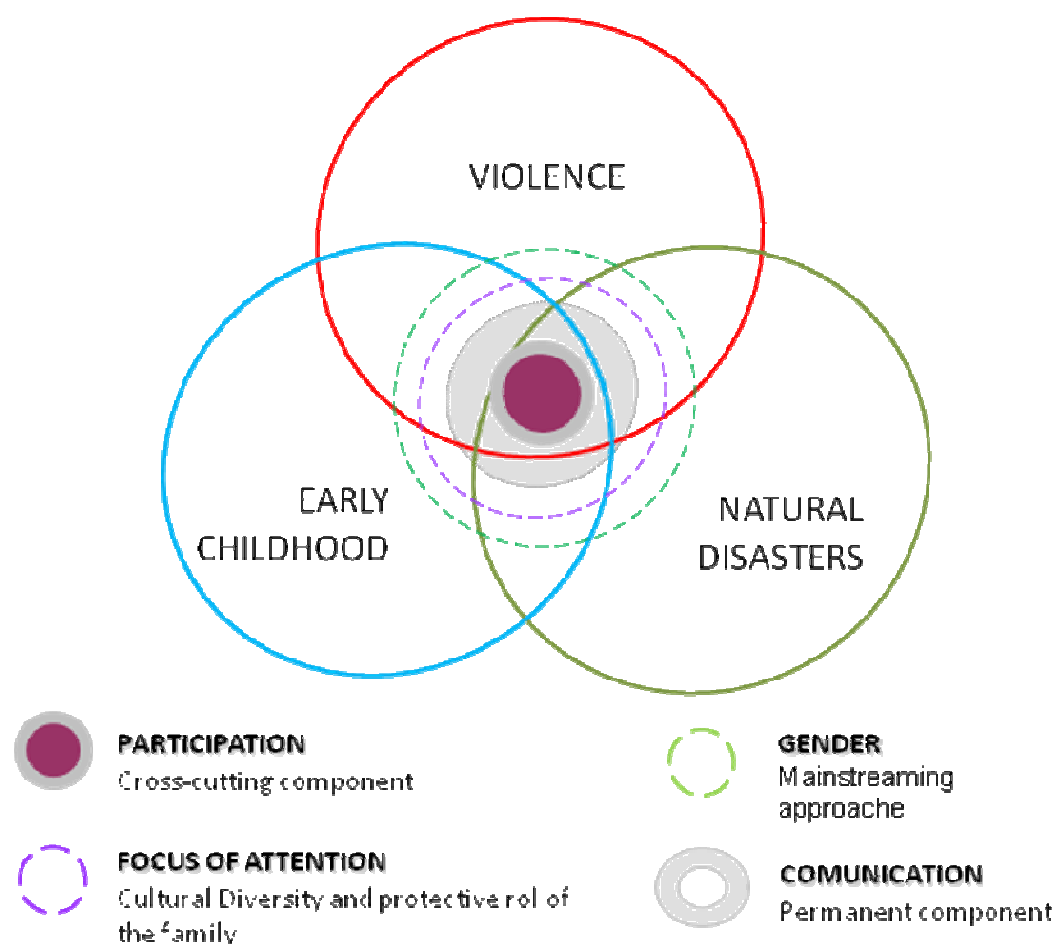 VIOLENCE
EARLY
CHILDHOOD
NATURAL
DISASTERS
PARTICIPATION
Cross-cutting component
GENDER
Mainstreaming
approache
FOCUS OF ATTENTION
Cultural Diversity and protective rol of
the family
COMUNICATION
Permanent component